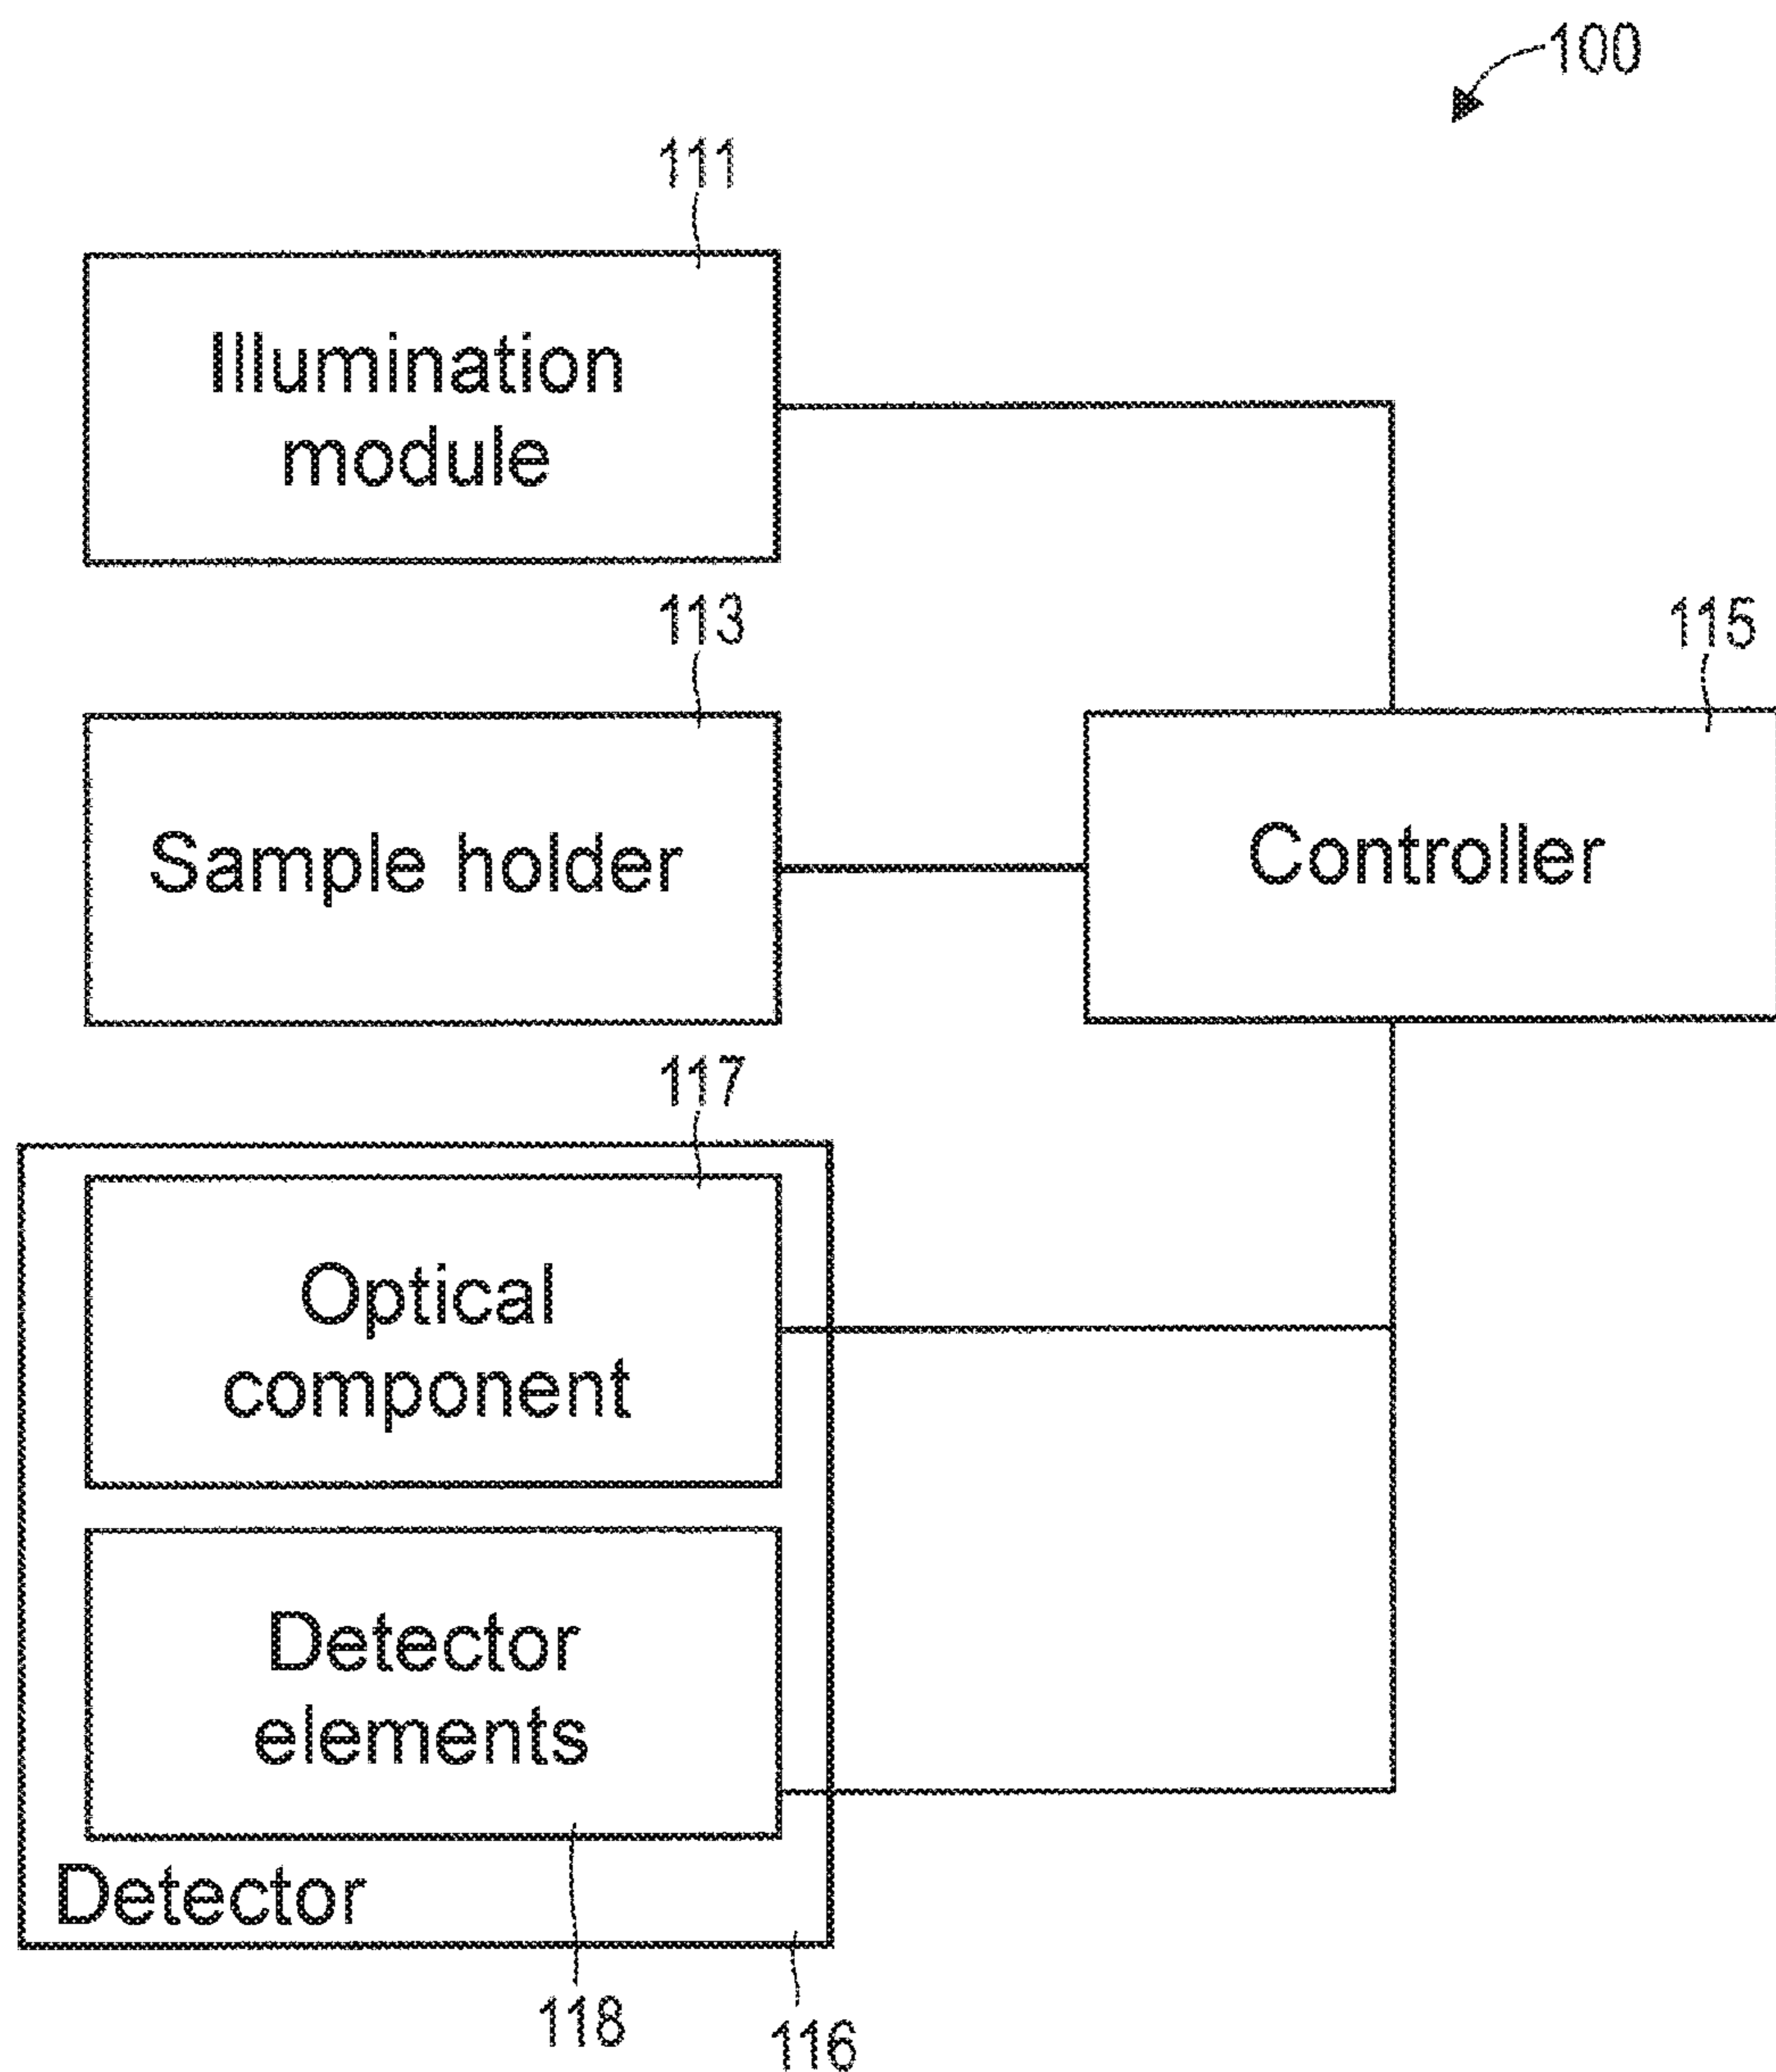 100
111
Illumination
module
113
115
Sample holder
Controller
117
Optical
component
Detector
elements
Detector
118
116